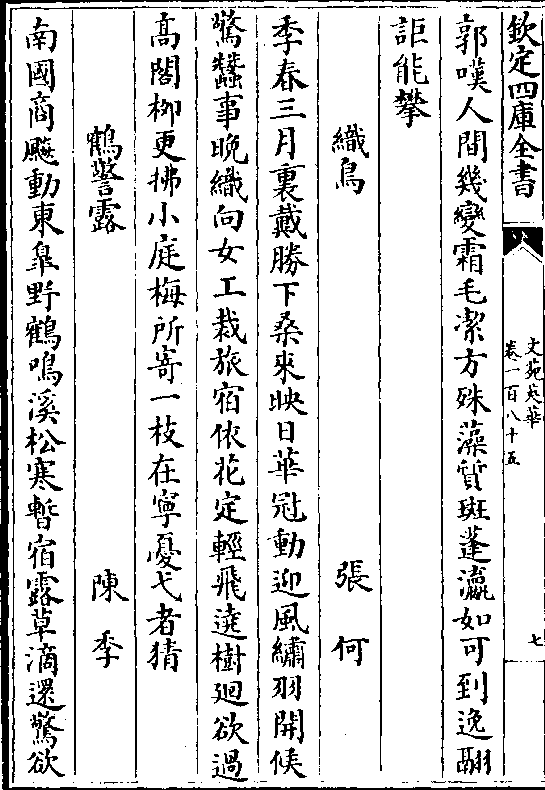 欽定四庫全書
文苑英華
卷一百八十五
七
郭嘆人間幾變霜毛潔方殊藻質斑蓬瀛如可到逸翮
詎能攀
織鳥
張何
季春三月裏戴勝下桑來映日華冠動迎風繡羽開候
驚蠶事晚織向女工裁旅宿依花定輕飛遶樹廻欲過
髙閣柳更拂小庭梅所寄一枝在寧憂弋者猜
鶴警露
陳季
南國商飈動東臯野鶴鳴溪松寒暫宿露草滴還驚欲